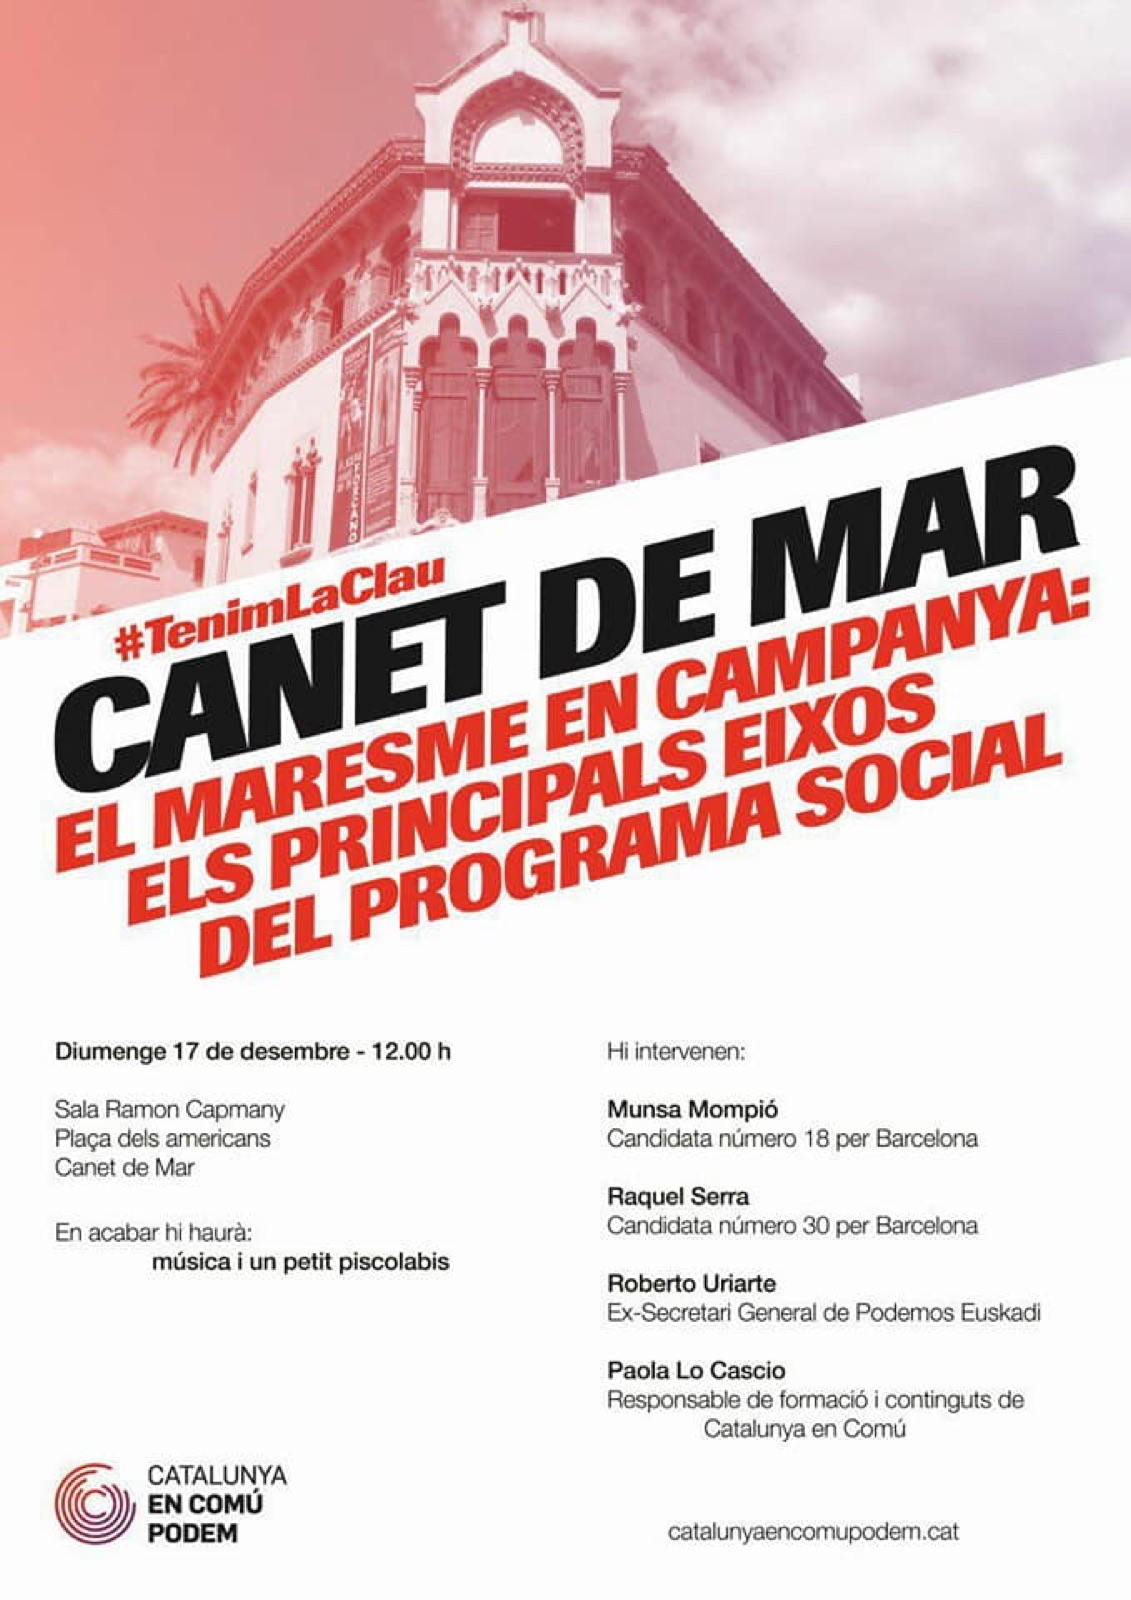 #TenimLaClau
CANET DE MAR
EL MARESME EN CAMPANYA:
ELS PRINCIPALS EIXOS
DEL PROGRAMA SOCIAL
Diumenge 17 de desembre - 12.00 h
Sala Ramon Capmany
Plaça dels americans
Canet de Mar
En acabar hi haurà:
música i un petit piscolabis
Hi intervenen:
Munsa Mompió
Candidata número 18 per Barcelona
Raquel Serra
Candidata número 30 per Barcelona
Roberto Uriarte
Ex-Secretari General de Podemos Euskadi
Paola Lo Cascio
Responsable de formació i continguts de
Catalunya en Comú
CATALUNYA
EN COMÚ
PODEM
catalunyaencomupodem.cat